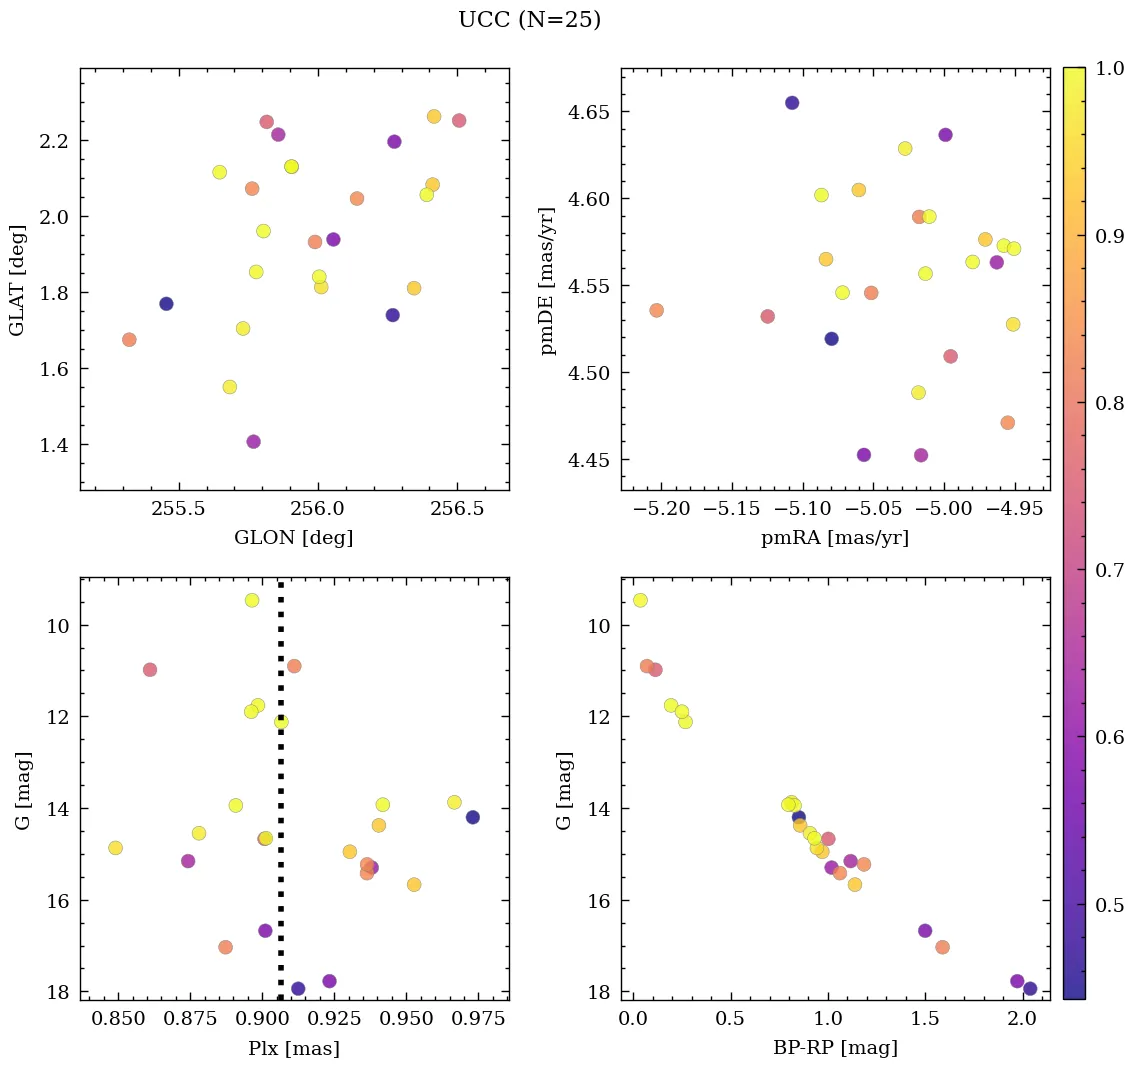 UCC (N=25)
2.2
2.0
1.8
1.6
1.4
GLAT [deg]
255.5 256.0 256.5
GLON [deg]
4.65
4.60
4.55
4.50
4.45
pmDE [mas/yr]
−5.20 −5.15 −5.10 −5.05 −5.00 −4.95
pmRA [mas/yr]
10
12
14
16
18
G [mag]
0.850 0.875 0.900 0.925 0.950 0.975
Plx [mas]
10
12
14
16
18
G [mag]
0.0 0.5 1.0 1.5 2.0
BP-RP [mag]
1.0
0.9
0.8
0.7
0.6
0.5